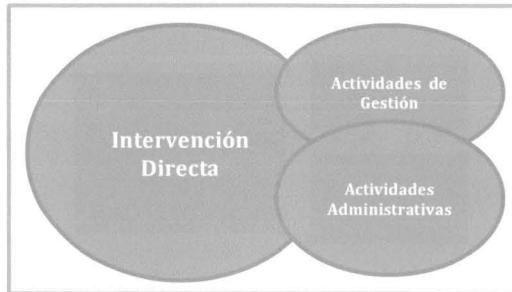 Intervención
Directa
Actividades de
Gestión
Actividades
Administrativas